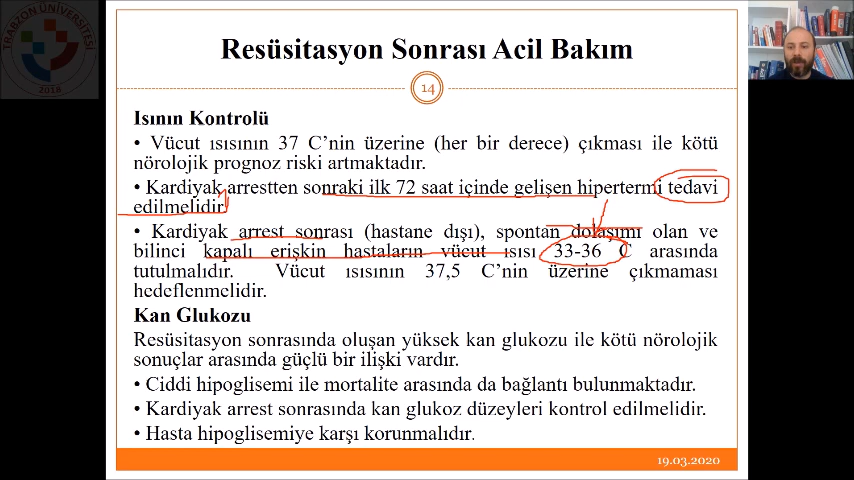 TRABZON ÜNİVERSİTESİ
2018
Resüsitasyon Sonrası Acil Bakım
14
Isının Kontrolü
• Vücut ısısının 37 C’nin üzerine (her bir derece) çıkması ile kötü
nörolojik prognoz riski artmaktadır.
• Kardiyak arrestten sonraki ilk 72 saat içinde gelişen hipertermi tedavi
edilmelidir.
• Kardiyak arrest sonrası (hastane dışı), spontan dolaşımı olan ve
bilinci kapalı erişkin hastaların vücut ısısı 33-36 C arasında
tutulmalıdır. Vücut ısısının 37,5 C’nin üzerine çıkmaması
hedeflenmelidir.
Kan Glukozu
Resüsitasyon sonrasında oluşan yüksek kan glukozu ile kötü nörolojik
sonuçlar arasında güçlü bir ilişki vardır.
• Ciddi hipoglisemi ile mortalite arasında da bağlantı bulunmaktadır.
• Kardiyak arrest sonrasında kan glukoz düzeyleri kontrol edilmelidir.
• Hasta hipoglisemiye karşı korunmalıdır.
19.03.2020